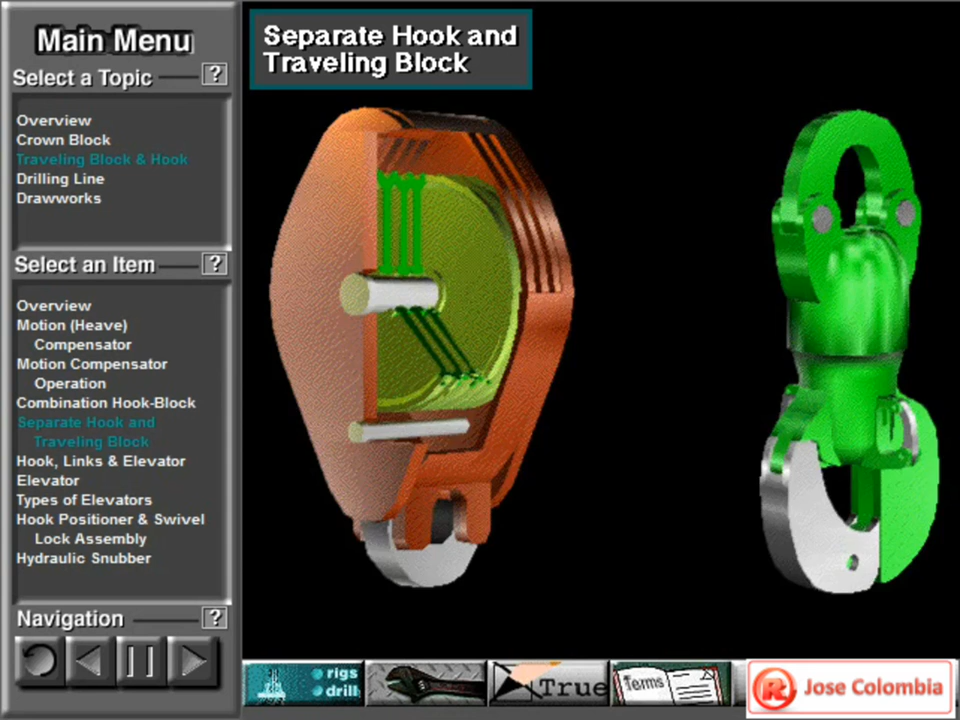 Main Menu
Select a Topic
?
Overview
Crown Block
Traveling Block & Hook
Drilling Line
Drawworks
Select an Item
?
Overview
Motion (Heave)
Compensator
Motion Compensator
Operation
Combination Hook-Block
Separate Hook and
Traveling Block
Hook, Links & Elevator
Elevator
Types of Elevators
Hook Positioner & Swivel
Lock Assembly
Hydraulic Snubber
Navigation
?
Separate Hook and
Traveling Block
rigs
drill
True
Terms
R Jose Colombia